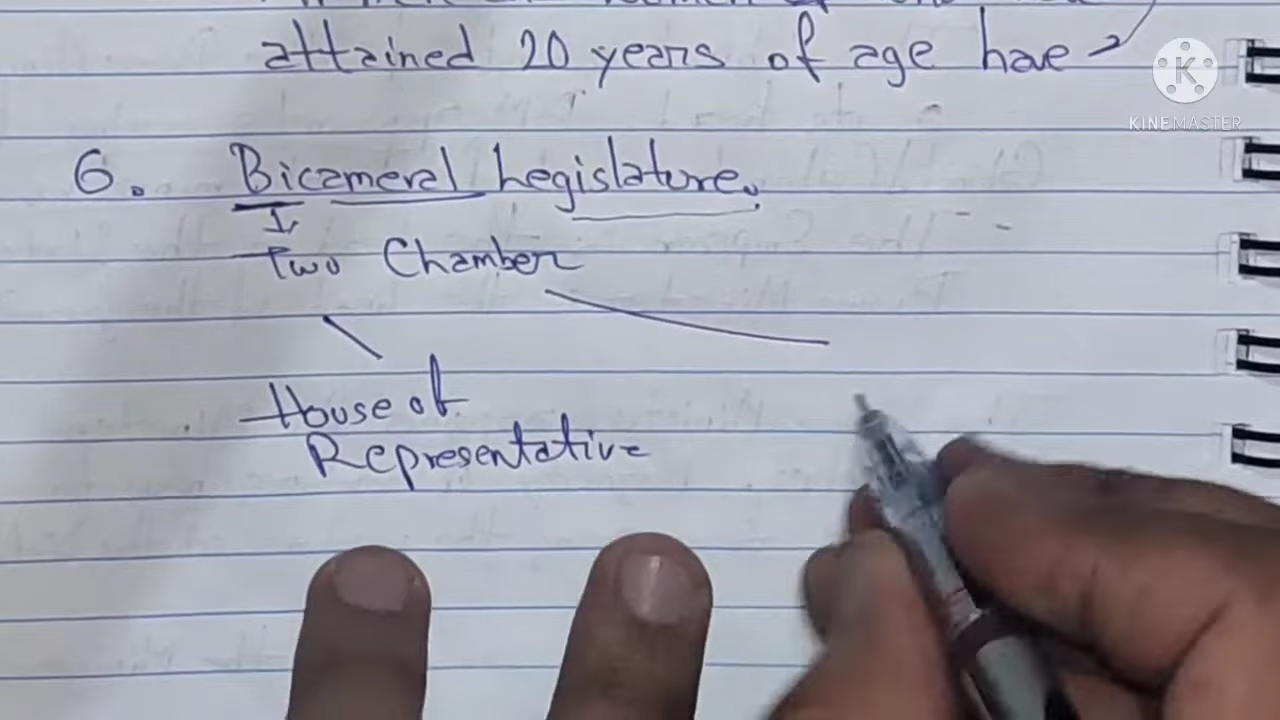 attained 20 years of age have
KINEMASTER
6. Bicameral Legislature.
Two Chamber
House of
Representative